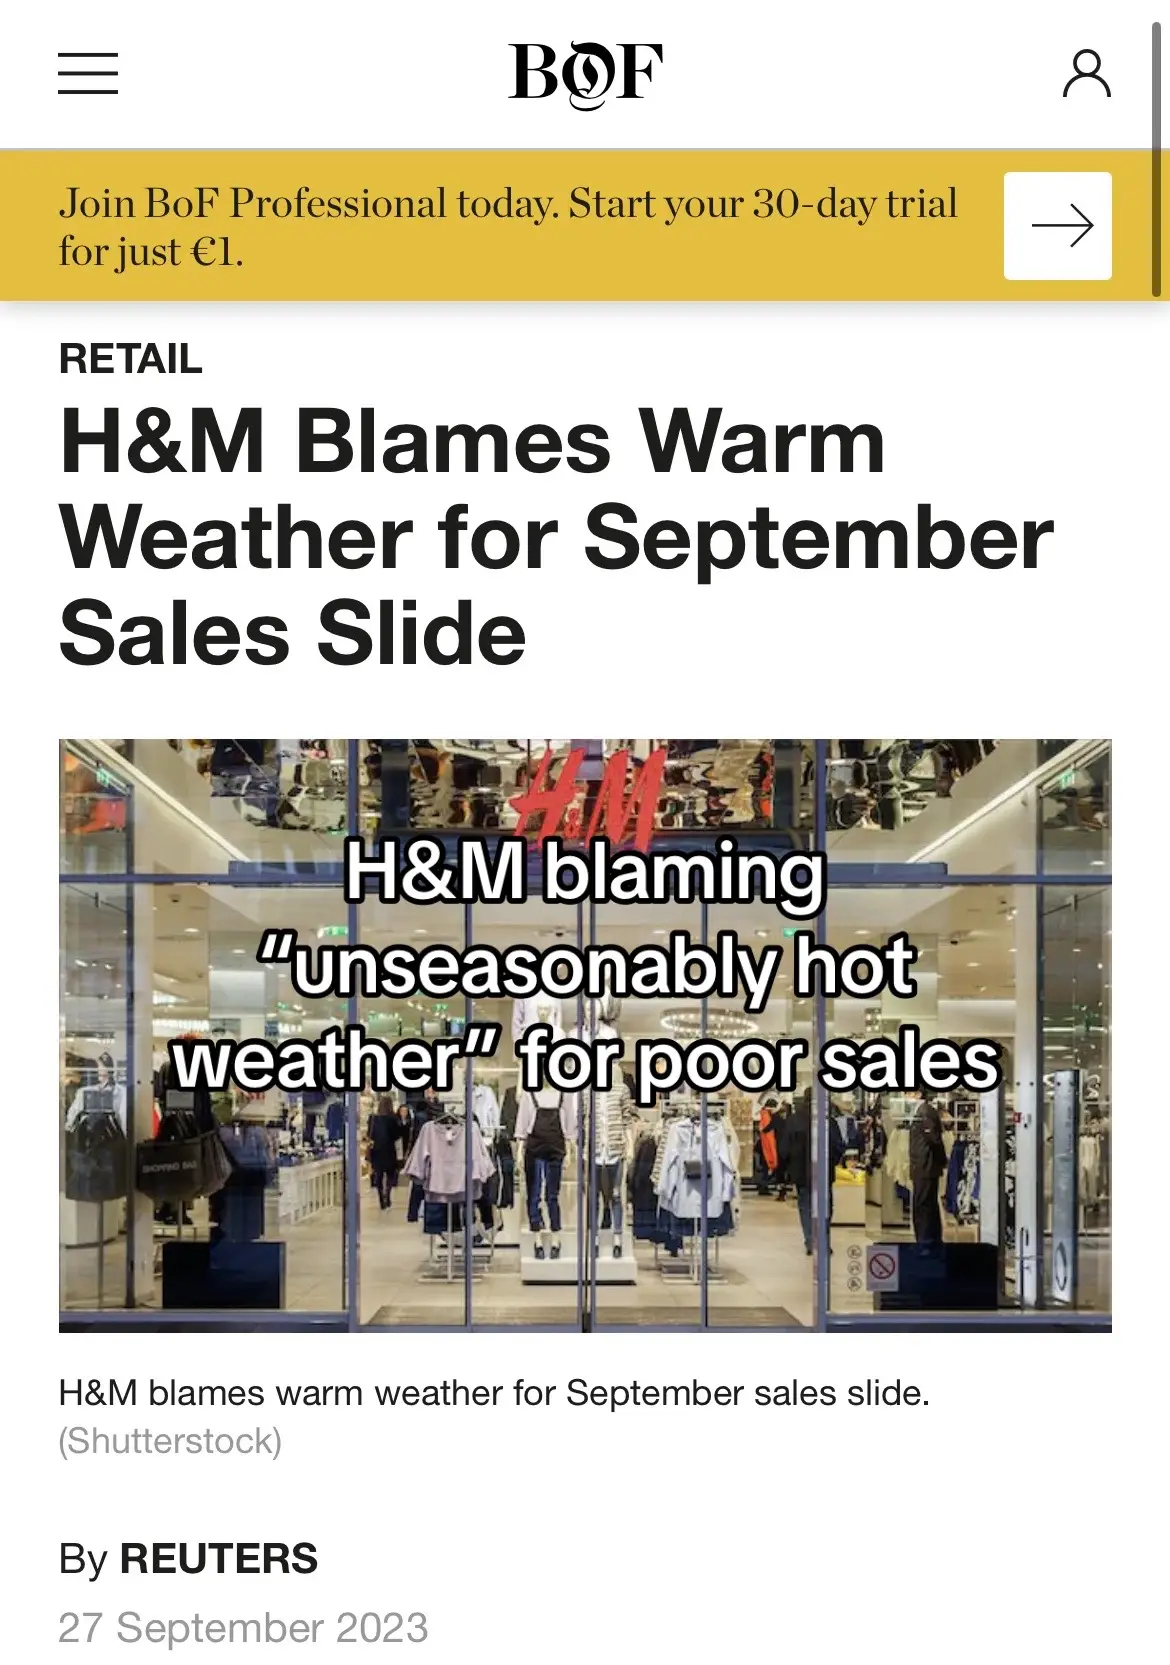 BOF
Join BoF Professional today. Start your 30-day trial
for just €1.
RETAIL
H&M Blames Warm
Weather for September
Sales Slide
H&M
H&M blaming
“unseasonably hot
weather” for poor sales
SHOPPING BAG
H&M blames warm weather for September sales slide.
(Shutterstock)
By REUTERS
27 September 2023